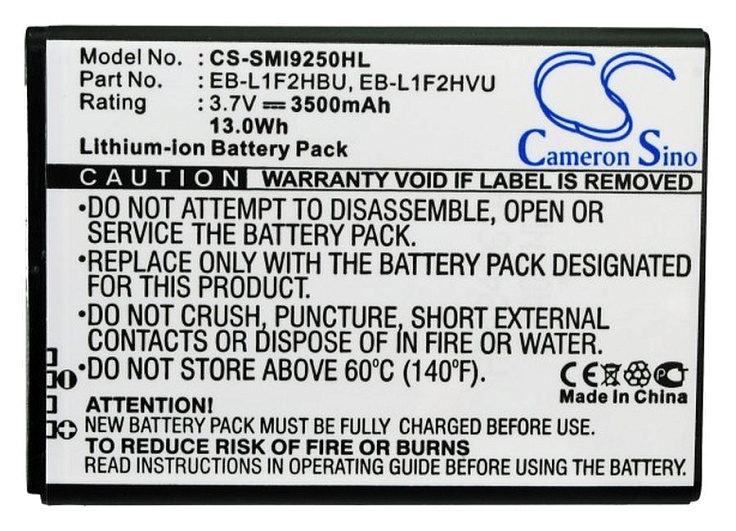 Model No. : CS-SMI9250HL
Part No. : EB-L1F2HBU, EB-L1F2HVU
Rating : 3.7V 3500mAh
13.0Wh
Lithium-ion Battery Pack
CS
Cameron Sino
CAUTION WARRANTY VOID IF LABEL IS REMOVED
•DO NOT ATTEMPT TO DISASSEMBLE, OPEN OR
SERVICE THE BATTERY PACK.
•REPLACE ONLY WITH THE BATTERY PACK DESIGNATED
FOR THIS PRODUCT.
•DO NOT CRUSH, PUNCTURE, SHORT EXTERNAL
CONTACTS OR DISPOSE OF IN FIRE OR WATER.
•DO NOT STORE ABOVE 60°C (140°F).
CE
Made In China
ATTENTION!
NEW BATTERY PACK MUST BE FULLY CHARGED BEFORE USE.
TO REDUCE RISK OF FIRE OR BURNS
READ INSTRUCTIONS IN DEVICE'S GUIDE BEFORE USING THE BATTERY.